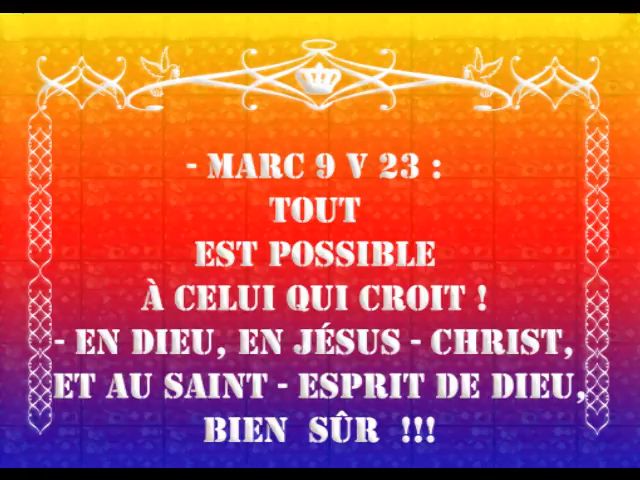 - MARC 9 V 23 :
TOUT
EST POSSIBLE
À CELUI QUI CROIT !
- EN DIEU, EN JÉSUS - CHRIST,
ET AU SAINT - ESPRIT DE DIEU,
BIEN SÛR !!!